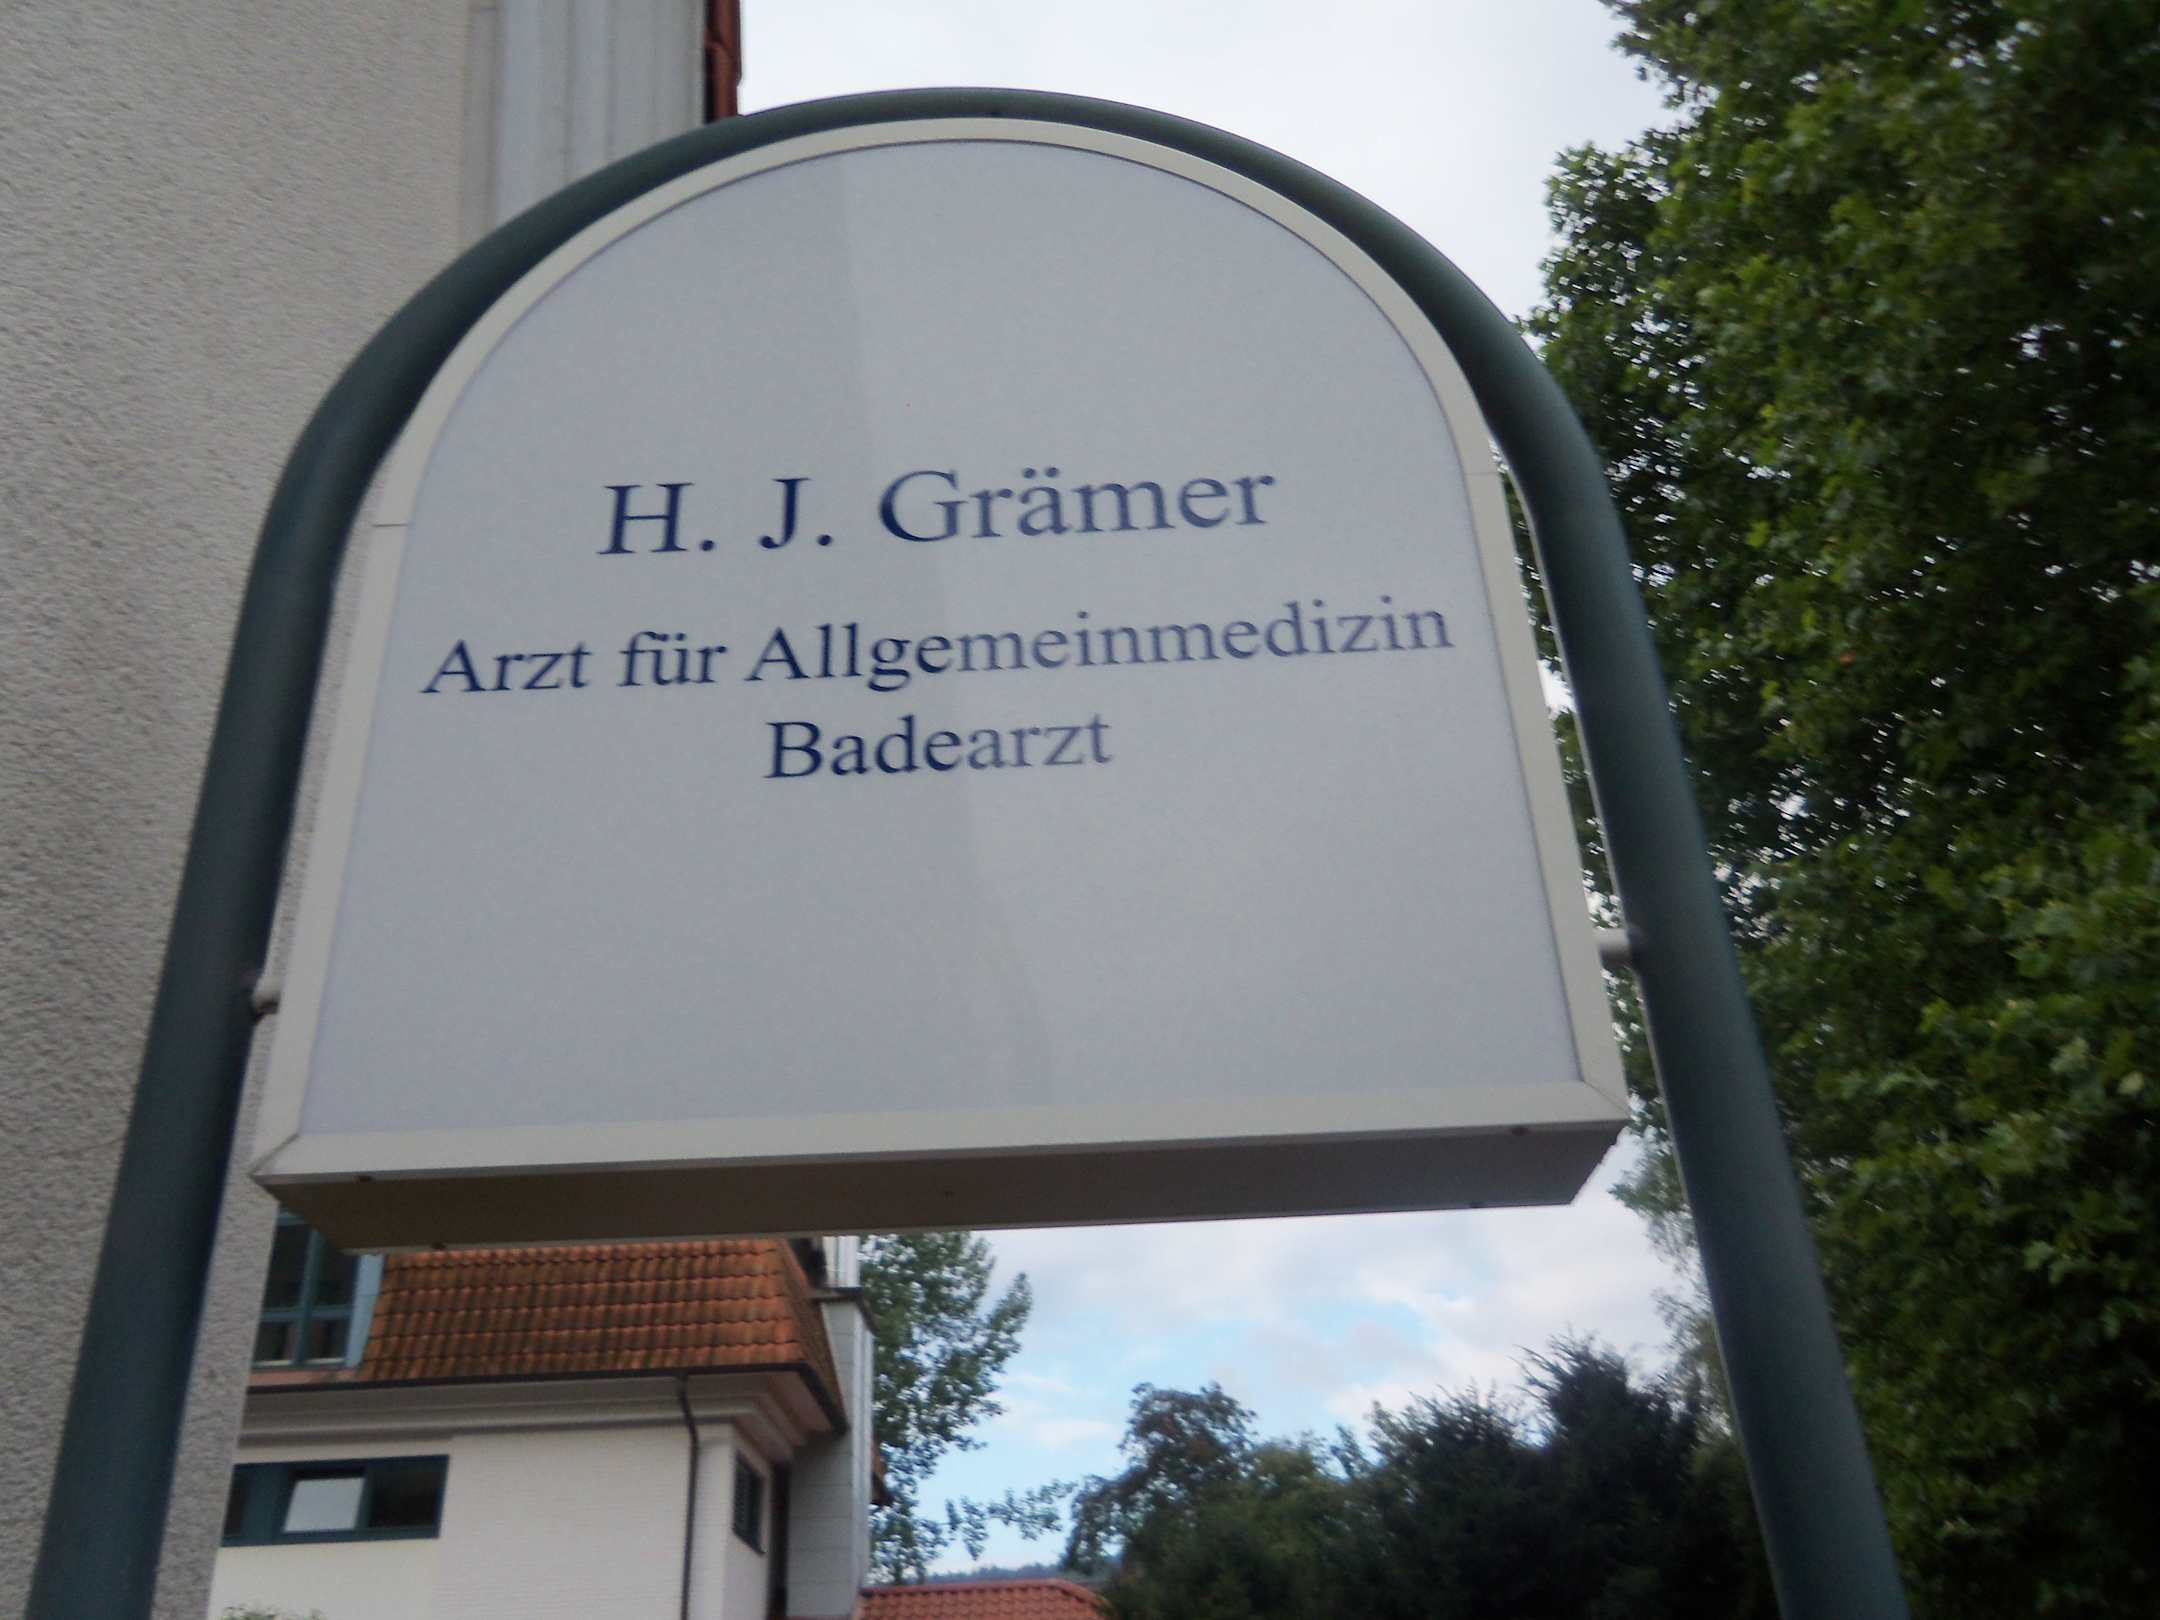 H. J. Grämer
Arzt für Allgemeinmedizin
Badearzt